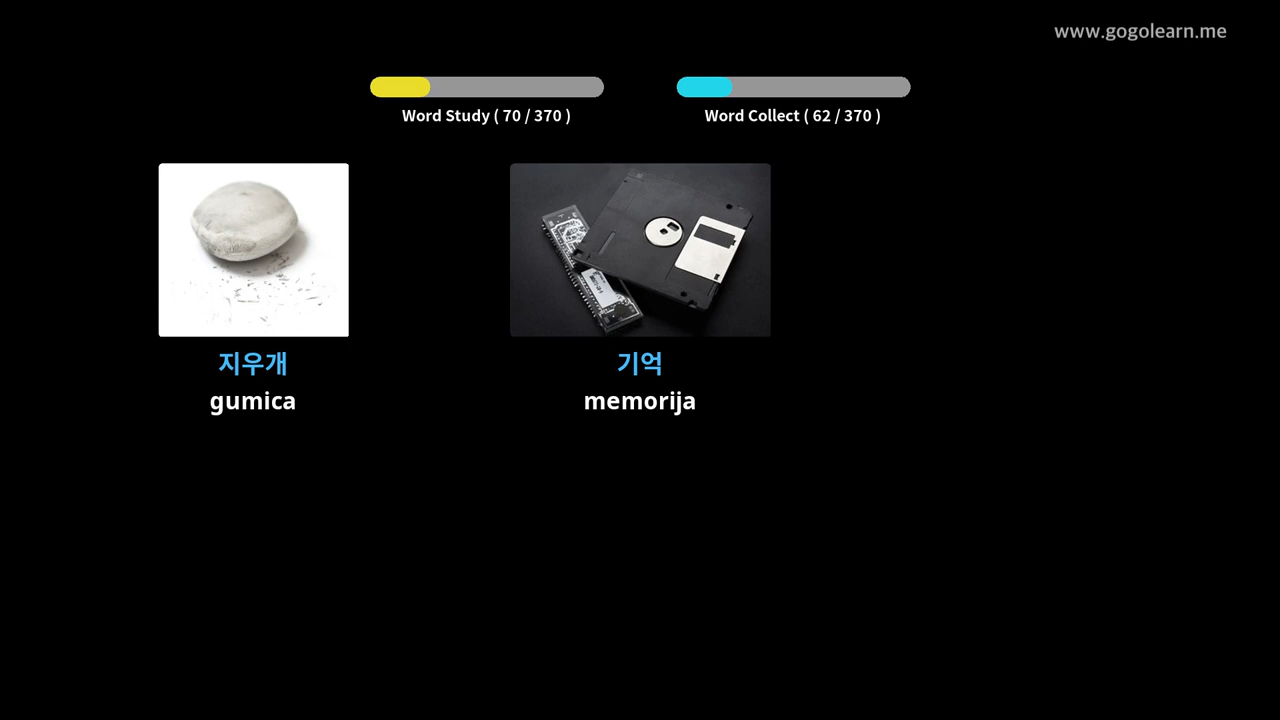 www.gogolearn.me
Word Study ( 70 / 370 )
Word Collect ( 62 / 370 )
지우개
gumica
기억
memorija